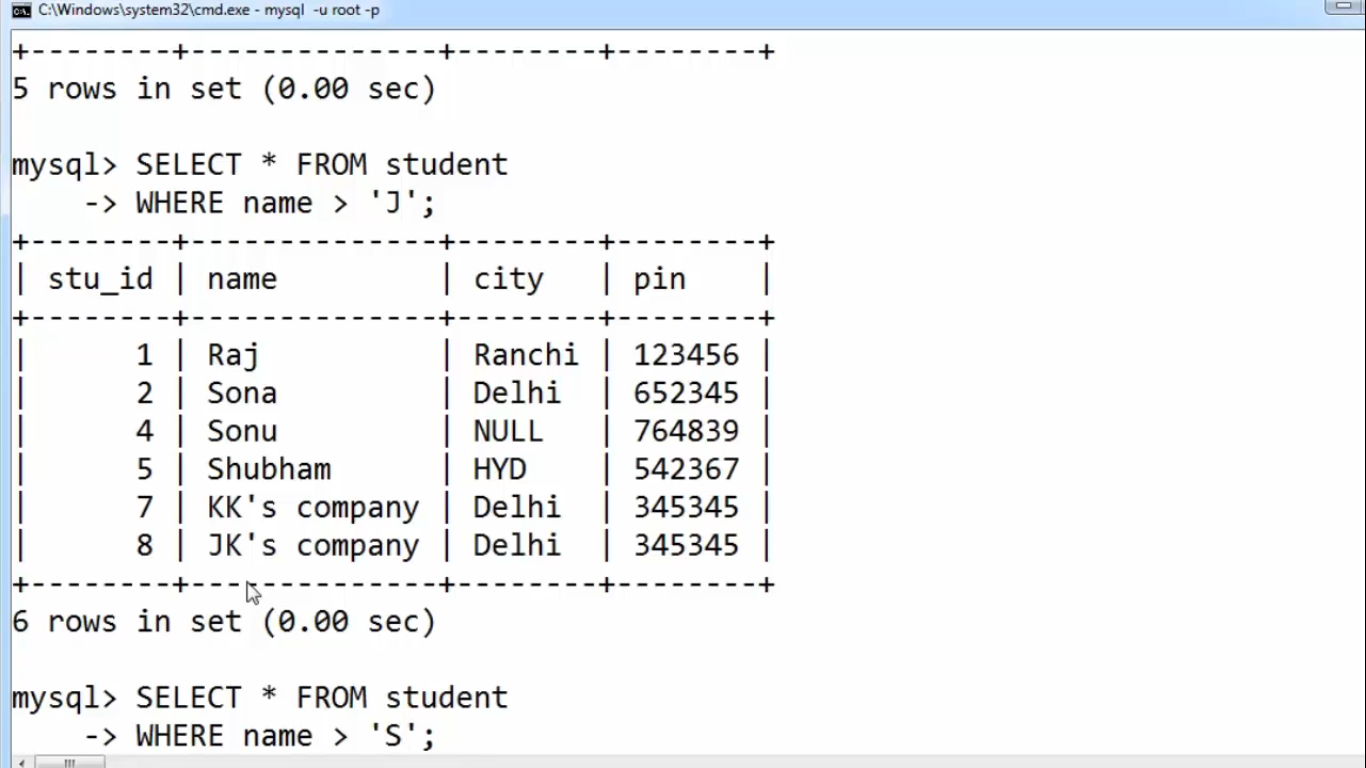 C:\Windows\system32\cmd.exe - mysql  -u root -p
+--------+--------------+--------+--------+
5 rows in set (0.00 sec)
mysql> SELECT * FROM student
    -> WHERE name > 'J';
+--------+--------------+--------+--------+
| stu_id | name         | city   | pin    |
+--------+--------------+--------+--------+
|      1 | Raj          | Ranchi | 123456 |
|      2 | Sona         | Delhi  | 652345 |
|      4 | Sonu         | NULL   | 764839 |
|      5 | Shubham      | HYD    | 542367 |
|      7 | KK's company | Delhi  | 345345 |
|      8 | JK's company | Delhi  | 345345 |
+--------+--------------+--------+--------+
6 rows in set (0.00 sec)
mysql> SELECT * FROM student
    -> WHERE name > 'S';